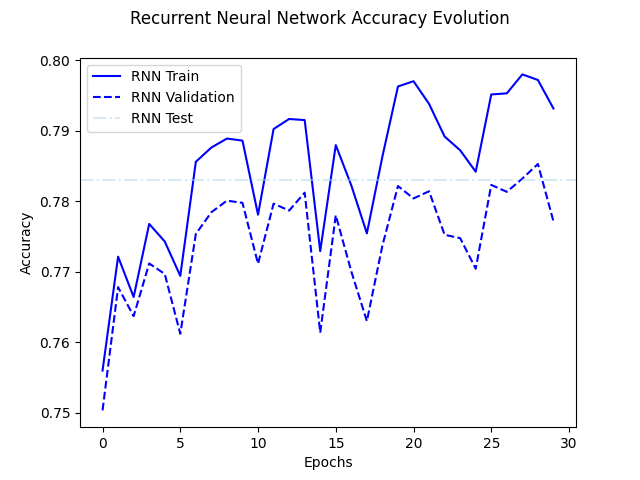 Recurrent Neural Network Accuracy Evolution
0.80
0.79
0.78
0.77
0.76
0.75
Accuracy
RNN Train
RNN Validation
RNN Test
0 5 10 15 20 25 30
Epochs